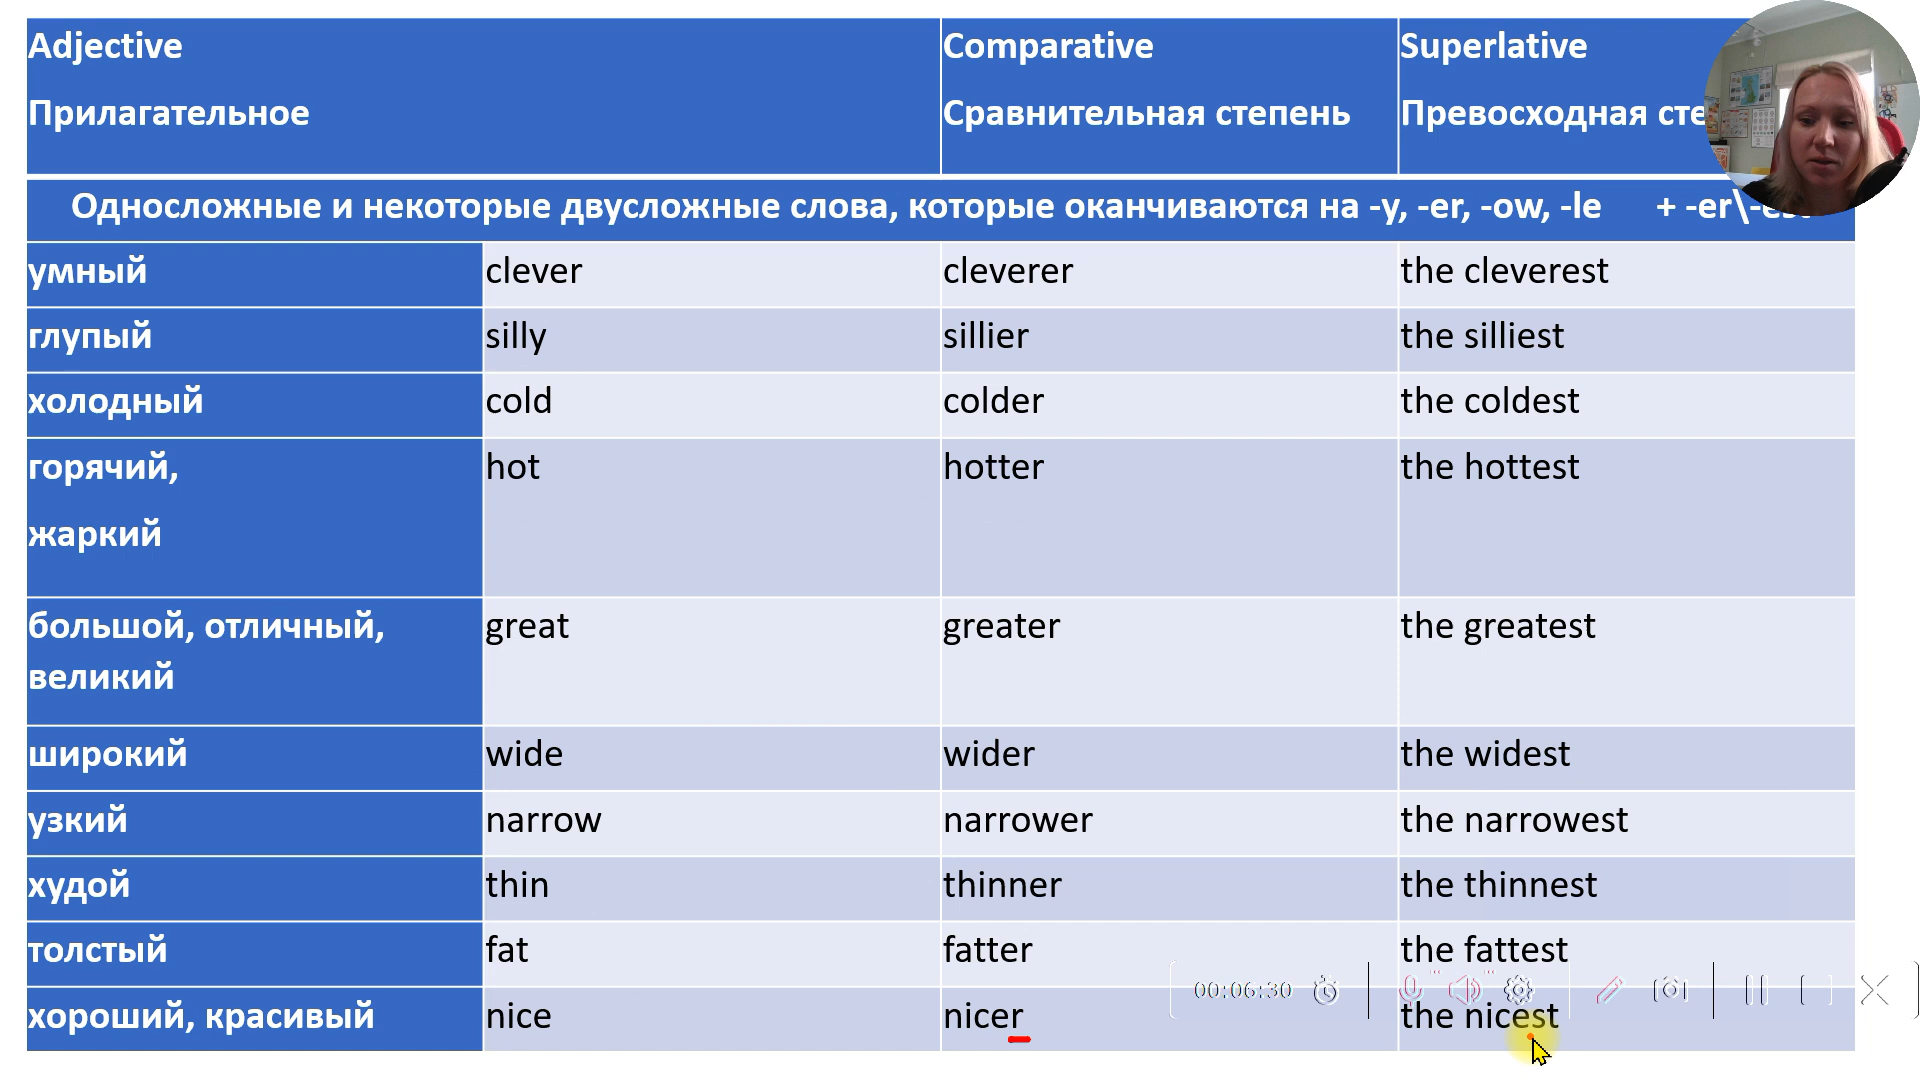 Adjective
Прилагательное
Comparative
Сравнительная степень
Superlative
Превосходная сте
Односложные и некоторые двусложные слова, которые оканчиваются на -y, -er, -ow, -le + -er\-est
умный clever cleverer the cleverest
глупый silly sillier the silliest
холодный cold colder the coldest
горячий, hot hotter the hottest
жаркий
большой, отличный, great greater the greatest
великий
широкий wide wider the widest
узкий narrow narrower the narrowest
худой thin thinner the thinnest
толстый fat fatter the fattest
00:06:30
хороший, красивый nice nicer the nicest